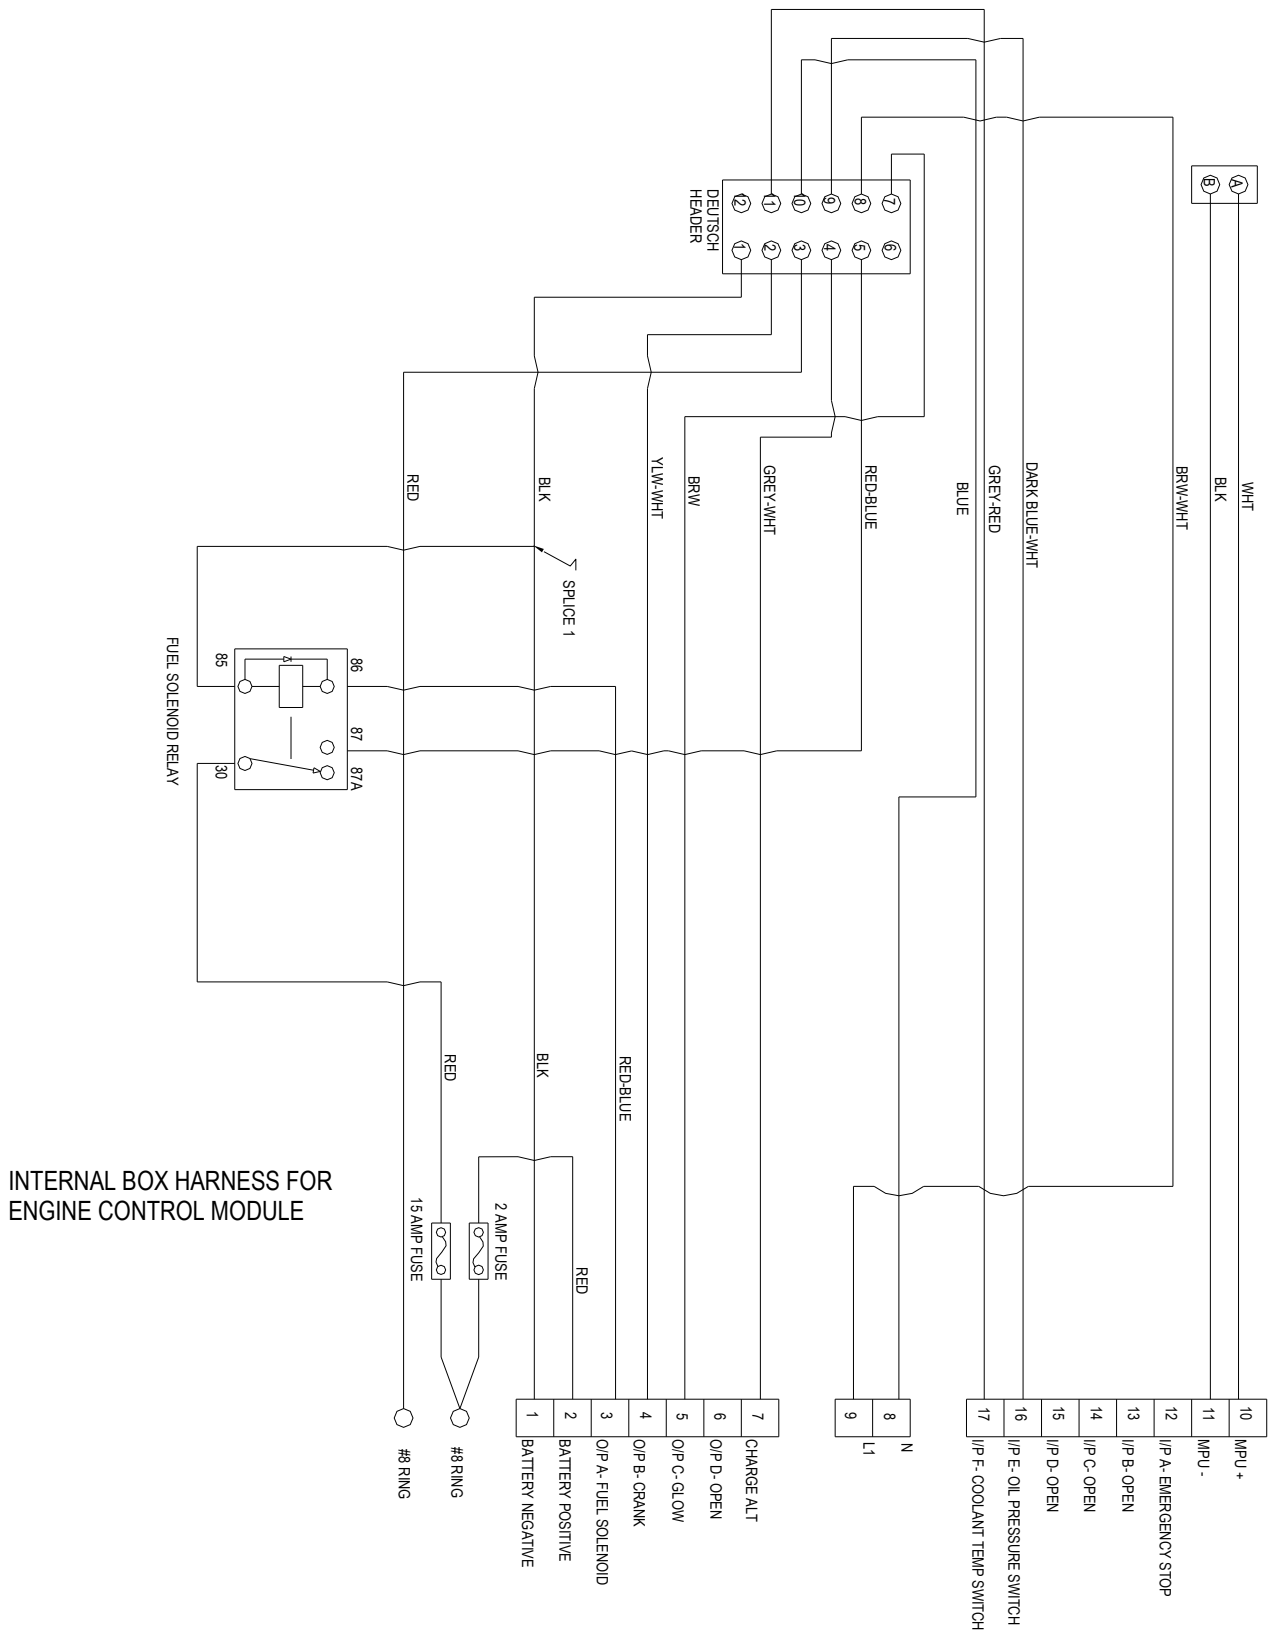 A
B
DEUTSCH
HEADER
12
11
10
9
8
7
1
2
3
4
5
6
RED
BLK
YLW-WHT
BRW
GREY-WHT
RED-BLUE
BLUE
GREY-RED
DARK BLUE-WHT
BRW-WHT
BLK
WHT
SPLICE 1
FUEL SOLENOID RELAY
85
86
87
87A
30
RED
BLK
RED-BLUE
INTERNAL BOX HARNESS FOR
ENGINE CONTROL MODULE
15 AMP FUSE
2 AMP FUSE
RED
#8 RING
#8 RING
1 BATTERY NEGATIVE
2 BATTERY POSITIVE
3 O/P A- FUEL SOLENOID
4 O/P B- CRANK
5 O/P C- GLOW
6 O/P D- OPEN
7 CHARGE ALT
9 L1
8 N
17 I/P F- COOLANT TEMP SWITCH
16 I/P E- OIL PRESSURE SWITCH
15 I/P D- OPEN
14 I/P C- OPEN
13 I/P B- OPEN
12 I/P A- EMERGENCY STOP
11 MPU -
10 MPU +